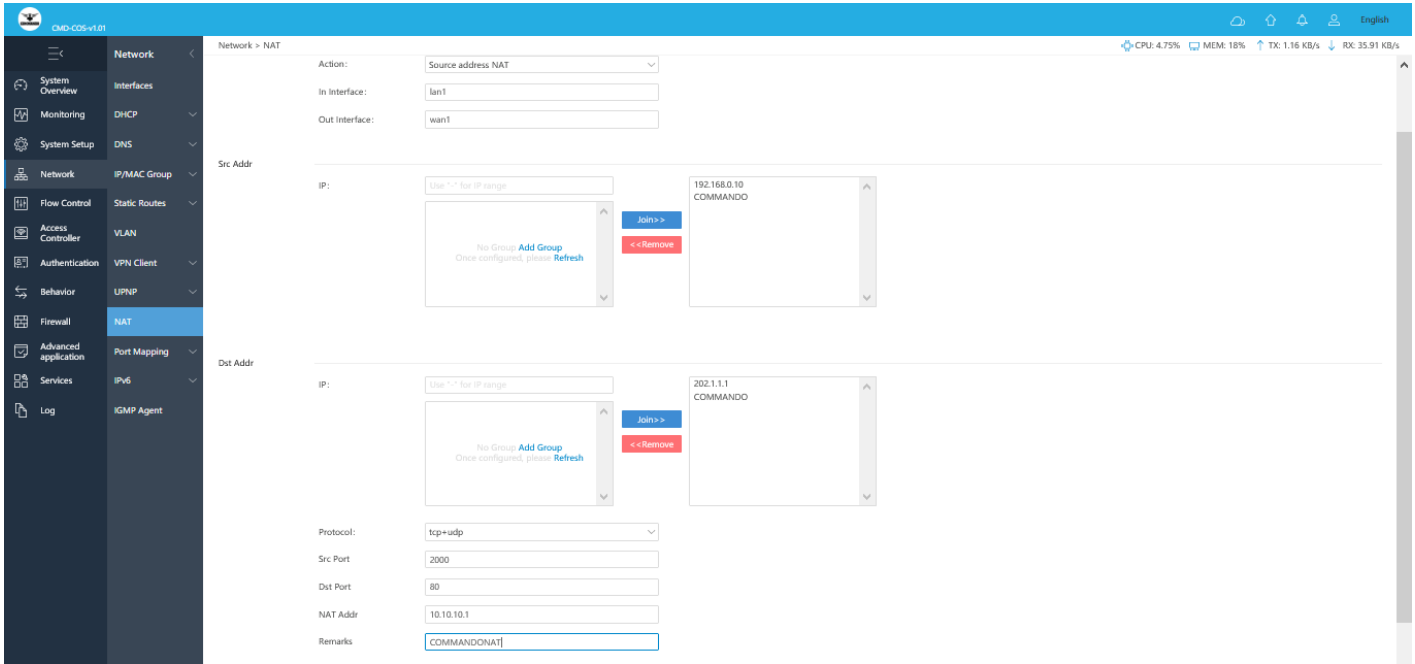 CMD-COS-v1.01
English
Network
Network > NAT
CPU: 4.75% MEM: 18% TX: 1.16 KB/s RX: 35.91 KB/s
System Overview
Monitoring
System Setup
Network
Flow Control
Access Controller
Authentication
Behavior
Firewall
Advanced application
Services
Log
Interfaces
DHCP
DNS
IP/MAC Group
Static Routes
VLAN
VPN Client
UPNP
NAT
Port Mapping
IPv6
IGMP Agent
Action: Source address NAT
In Interface: lan1
Out Interface: wan1
Src Addr
IP: Use "-" for IP range
No Group Add Group
Once configured, please Refresh
Join>>
<<Remove
192.168.0.10
COMMANDO
Dst Addr
IP: Use "-" for IP range
No Group Add Group
Once configured, please Refresh
Join>>
<<Remove
202.1.1.1
COMMANDO
Protocol: tcp+udp
Src Port 2000
Dst Port 80
NAT Addr 10.10.10.1
Remarks COMMANDONAT